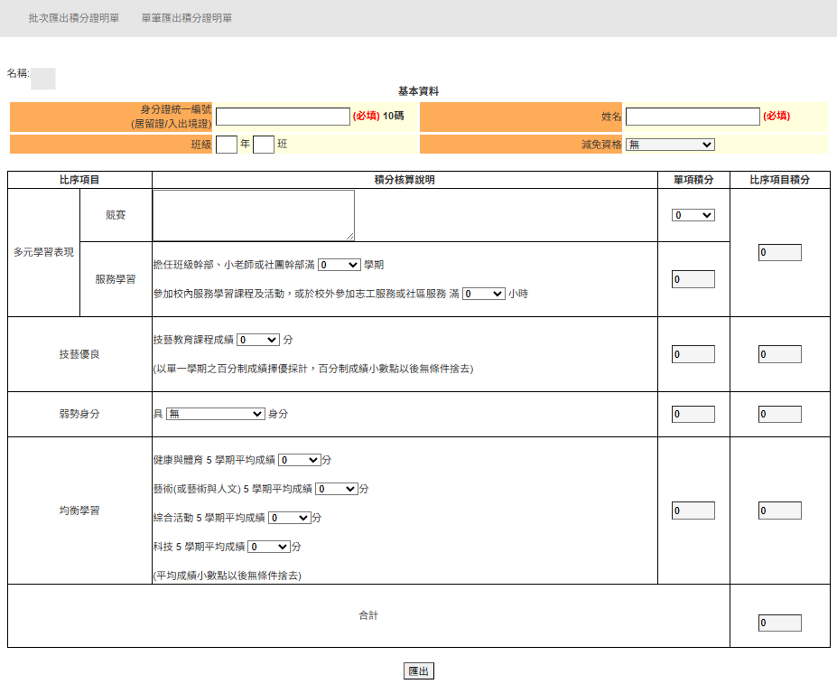 批次匯出積分證明單 單筆匯出積分證明單
名稱:
基本資料
身分證統一編號
(居留證/入出境證)
(必填) 10碼
姓名
(必填)
班級 年 班
減免資格 無
比序項目 積分核算說明 單項積分 比序項目積分
多元學習表現
競賽
0
0
服務學習
擔任班級幹部、小老師或社團幹部滿 0 學期
參加校內服務學習課程及活動，或於校外參加志工服務或社區服務 滿 0 小時
0
技藝優良
技藝教育課程成績 0 分
(以單一學期之百分制成績擇優採計，百分制成績小數點以後無條件捨去)
0
0
弱勢身分
具 無 身分
0
0
均衡學習
健康與體育 5 學期平均成績 0 分
藝術(或藝術與人文) 5 學期平均成績 0 分
綜合活動 5 學期平均成績 0 分
科技 5 學期平均成績 0 分
(平均成績小數點以後無條件捨去)
0
0
合計
0
匯出